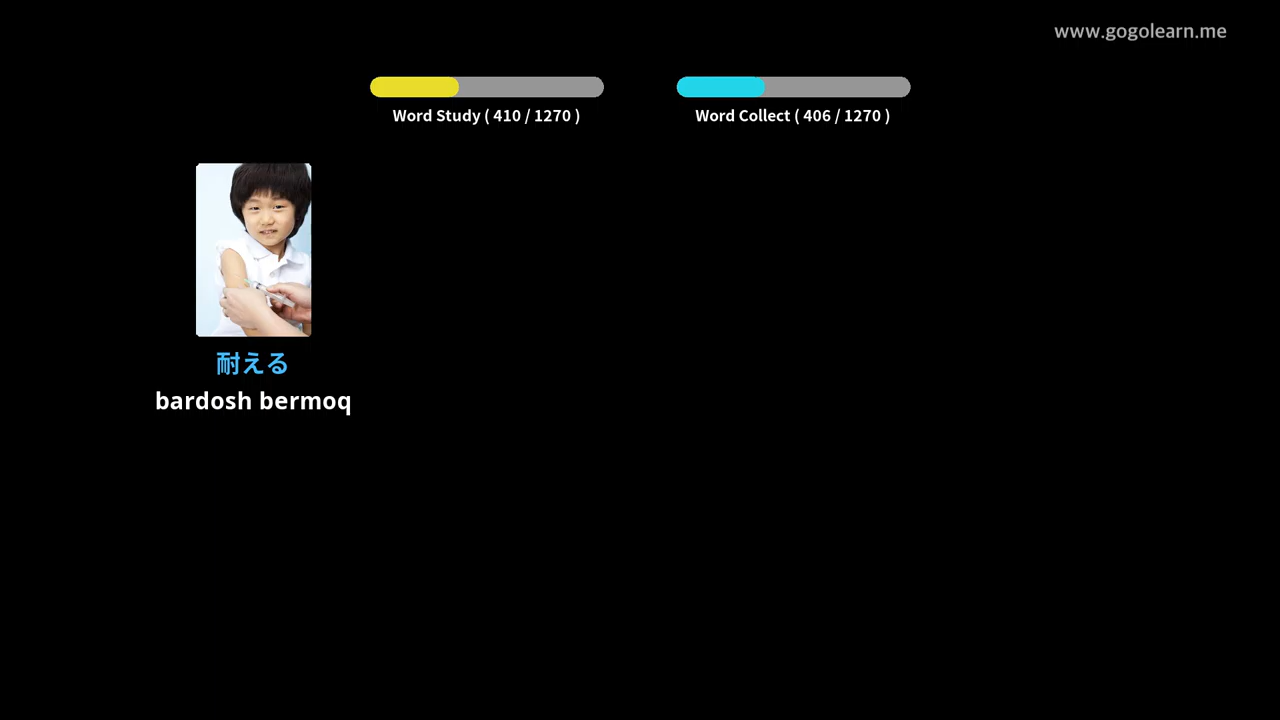 www.gogolearn.me
Word Study ( 410 / 1270 )
Word Collect ( 406 / 1270 )
耐える
bardosh bermoq